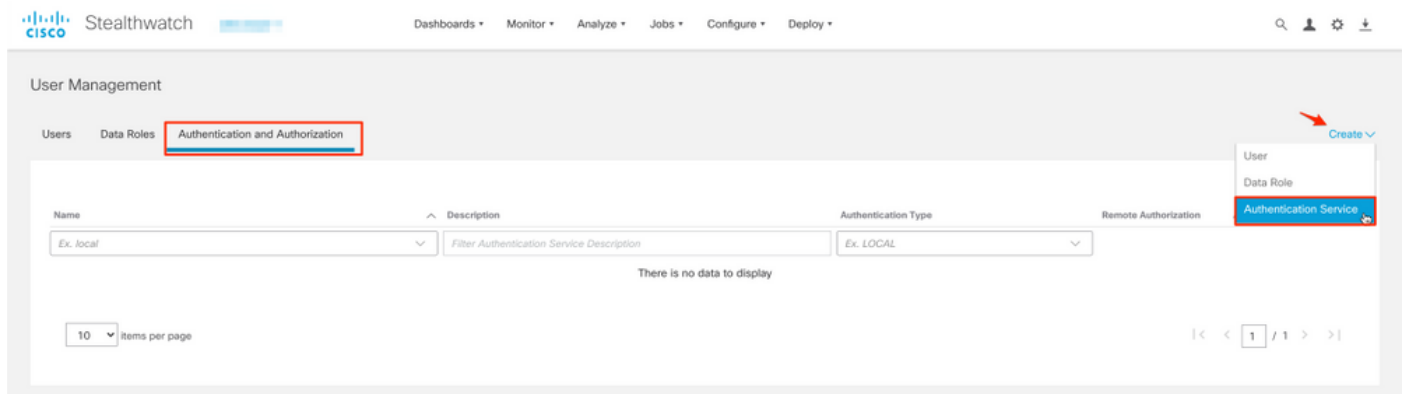 CISCO Stealthwatch Dashboards Monitor Analyze Jobs Configure Deploy
User Management
Users Data Roles Authentication and Authorization Create
User
Data Role
Authentication Service
Name Description Authentication Type Remote Authorization
Ex. local Filter Authentication Service Description Ex. LOCAL
There is no data to display
10 items per page |< < 1 / 1 > >|